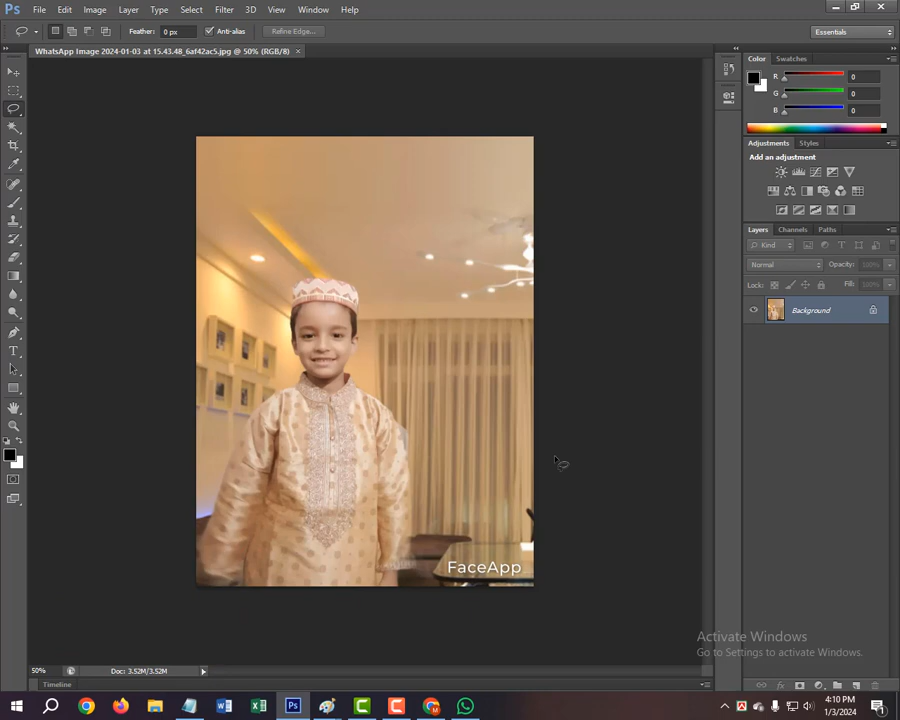 Ps File Edit Image Layer Type Select Filter 3D View Window Help
Feather: 0 px Anti-alias Refine Edge... Essentials
WhatsApp Image 2024-01-03 at 15.43.48_6af42ac5.jpg @ 50% (RGB/8) ×
Color Swatches
R 0
G 0
B 0
Adjustments Styles
Add an adjustment
Layers Channels Paths
Kind
Normal Opacity: 100%
Lock: Fill: 100%
Background
FaceApp
Activate Windows
Go to Settings to activate Windows.
50% Doc: 3.52M/3.52M
Timeline
4:10 PM
1/3/2024